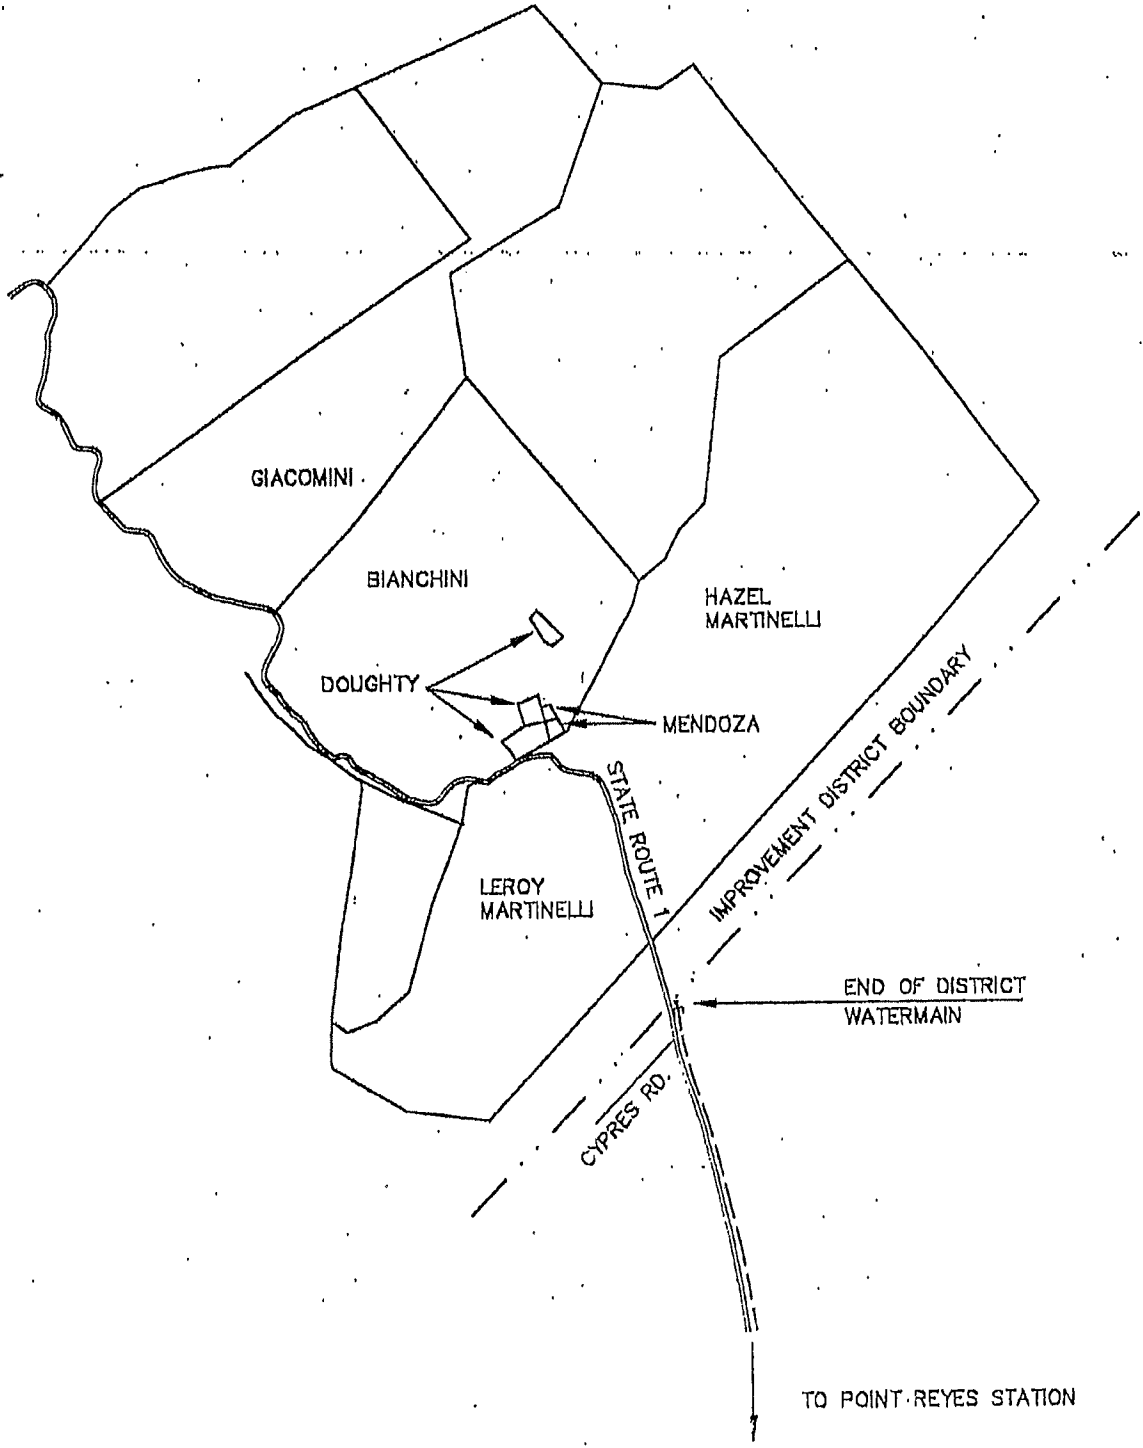 GIACOMINI
BIANCHINI
HAZEL
MARTINELLI
DOUGHTY
MENDOZA
STATE ROUTE 1
IMPROVEMENT DISTRICT BOUNDARY
LEROY
MARTINELLI
END OF DISTRICT
WATERMAIN
CYPRES RD.
TO POINT REYES STATION